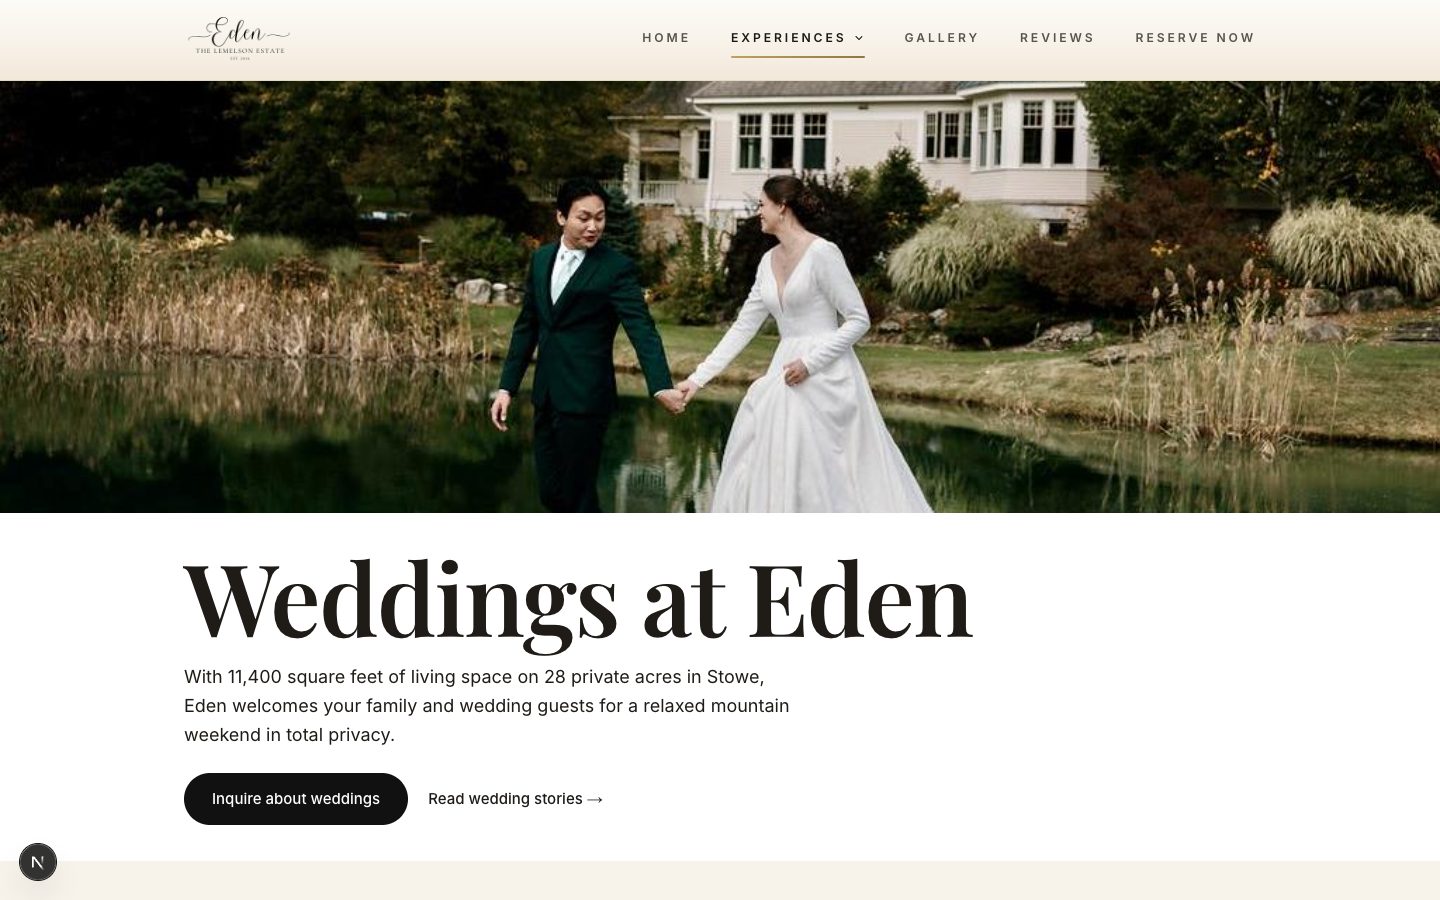 Eden
THE LEMELSON ESTATE
HOME
EXPERIENCES
GALLERY
REVIEWS
RESERVE NOW
Weddings at Eden
With 11,400 square feet of living space on 28 private acres in Stowe,
Eden welcomes your family and wedding guests for a relaxed mountain
weekend in total privacy.
Inquire about weddings
Read wedding stories →
N